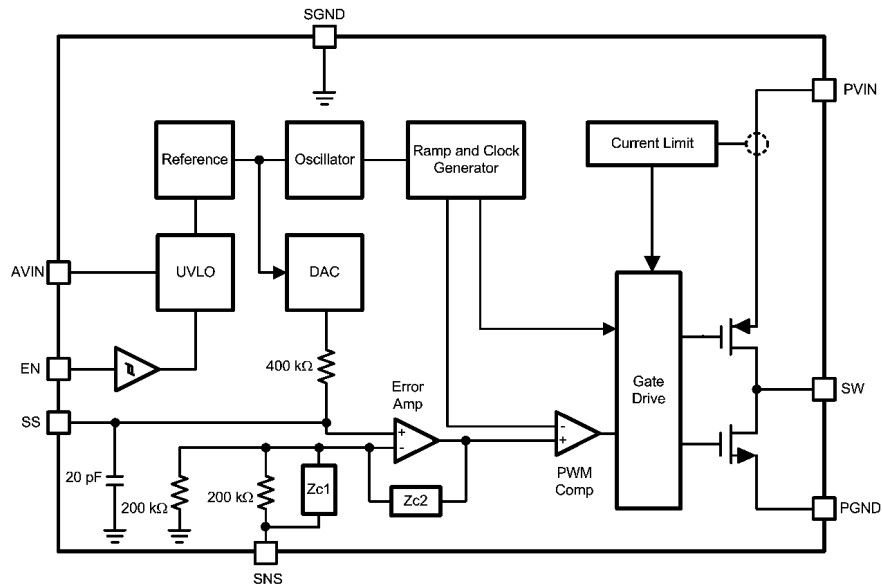 SGND
PVIN
Reference
Oscillator
Ramp and Clock
Generator
Current Limit
AVIN
UVLO
DAC
EN
400 kΩ
SS
Error
Amp
+
-
Gate
Drive
SW
-
+
PWM
Comp
20 pF
200 kΩ
200 kΩ
Zc1
Zc2
PGND
SNS